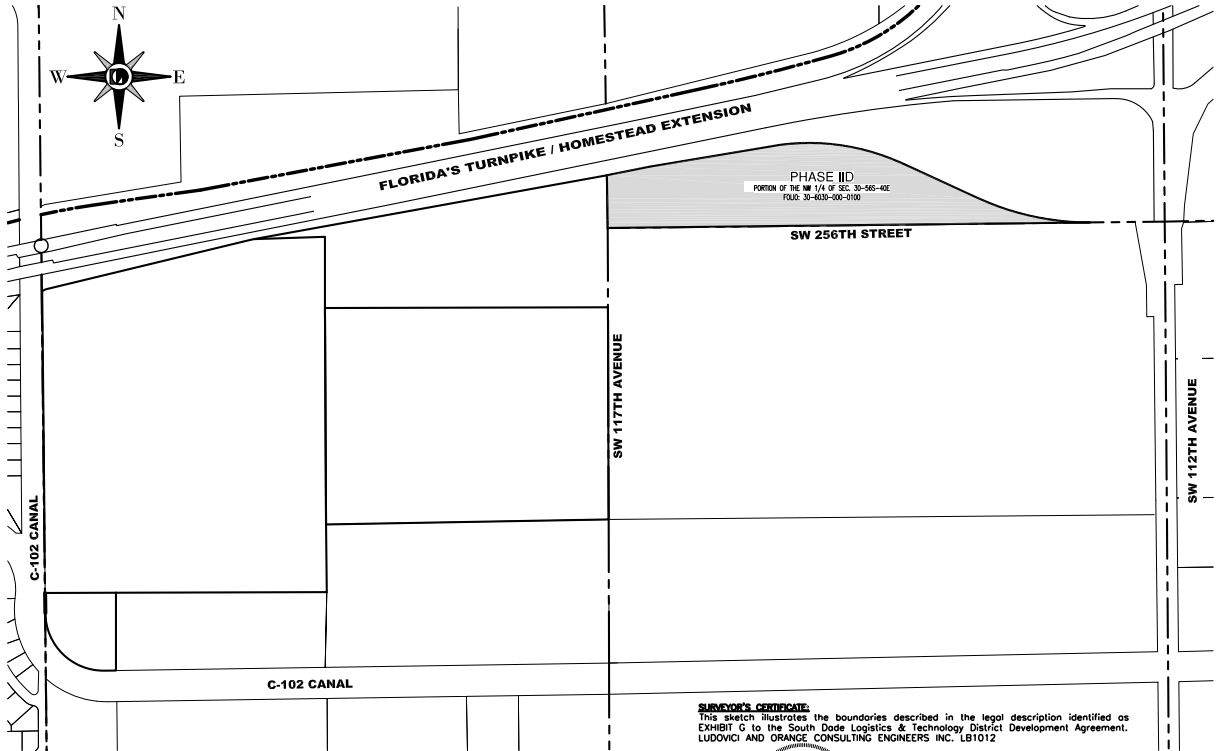 N
W E
S
FLORIDA'S TURNPIKE / HOMESTEAD EXTENSION
PHASE IID
PORTION OF THE NW 1/4 OF SEC. 30-56S-40E
FOLIO: 30-6030-000-0100
SW 256TH STREET
SW 117TH AVENUE
SW 112TH AVENUE
C-102 CANAL
C-102 CANAL
SURVEYOR'S CERTIFICATE:
This sketch illustrates the boundaries described in the legal description identified as
EXHIBIT G to the South Dade Logistics & Technology District Development Agreement.
LUDOVICI AND ORANGE CONSULTING ENGINEERS INC. LB1012